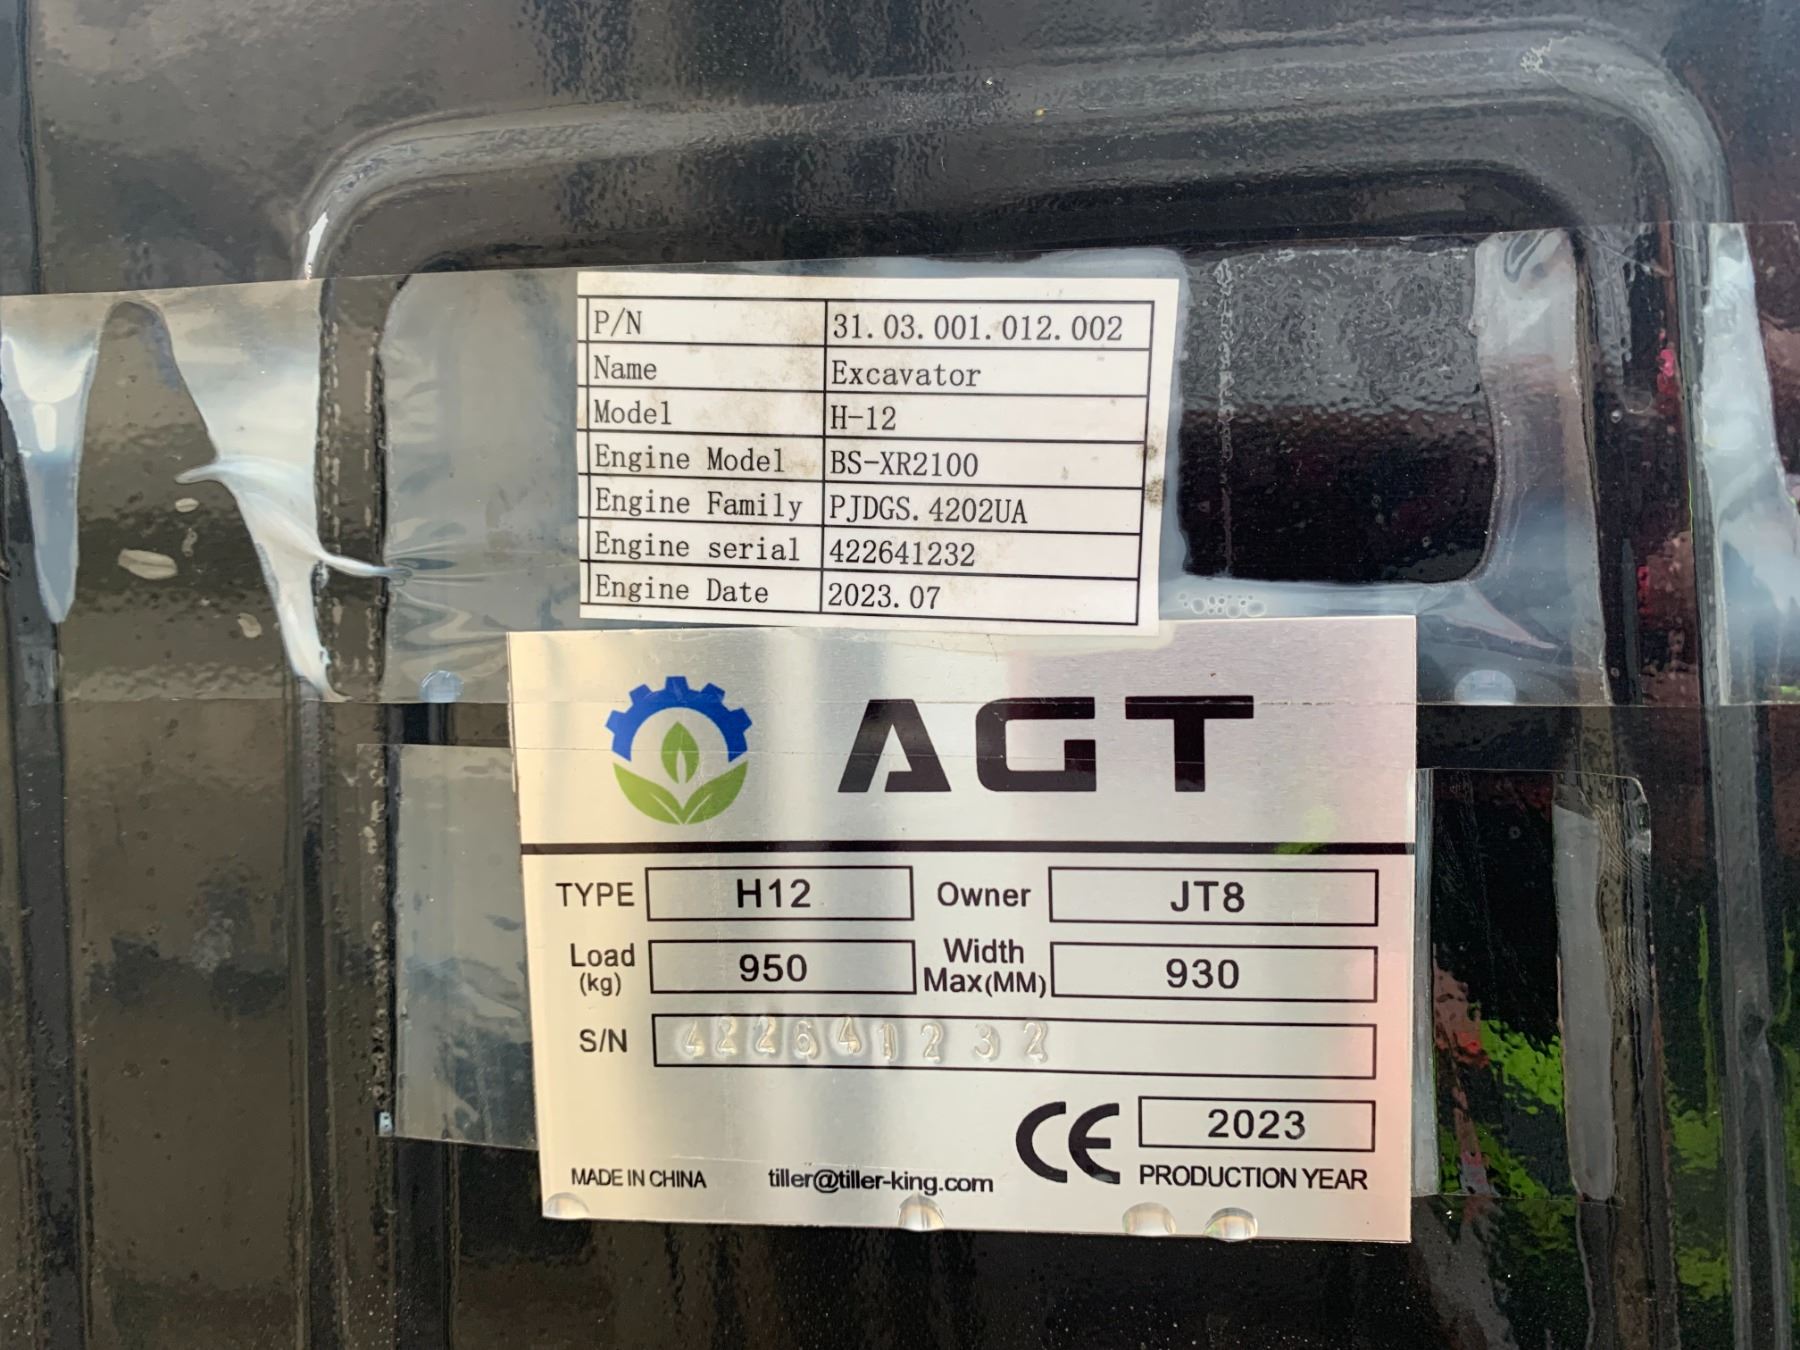 P/N 31.03.001.012.002
Name Excavator
Model H-12
Engine Model BS-XR2100
Engine Family PJDGS.4202UA
Engine serial 422641232
Engine Date 2023.07
AGT
TYPE H12 Owner JT8
Load (kg) 950 Width Max(MM) 930
S/N 422641232
CE 2023
MADE IN CHINA tiller@tiller-king.com PRODUCTION YEAR